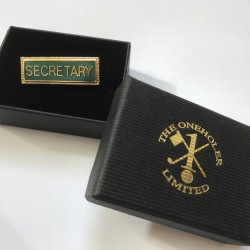 SECRETARY
THE ONEHOLER
LIMITED